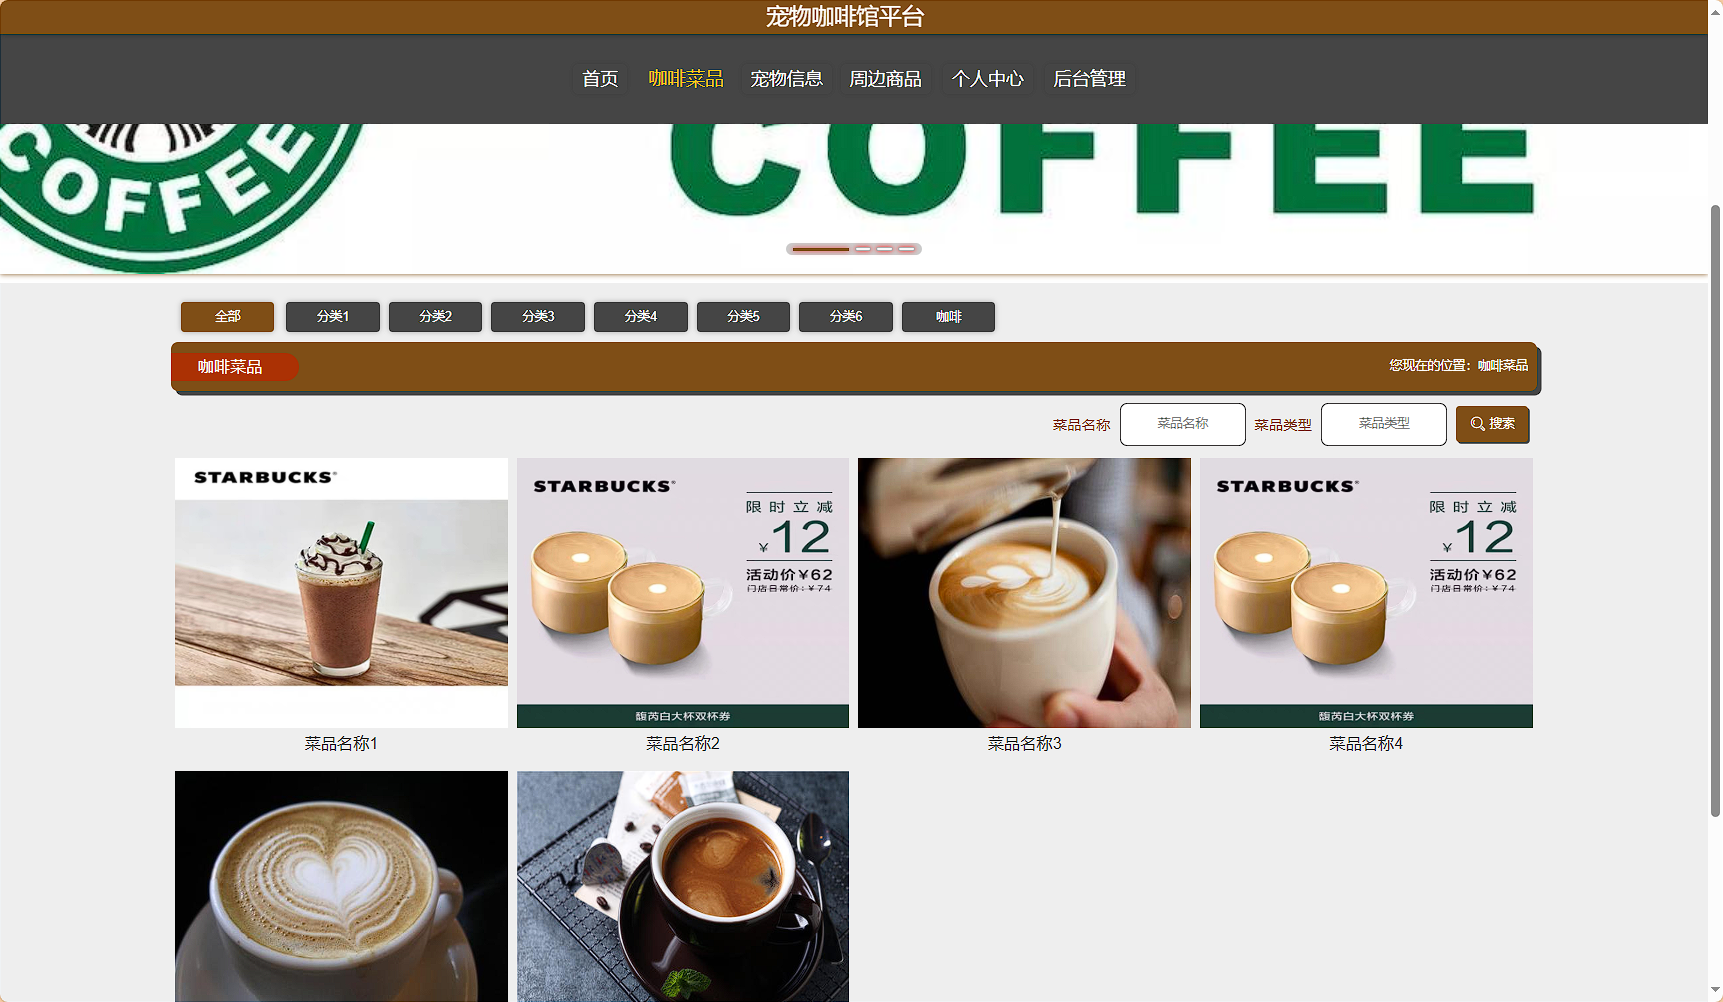 宠物咖啡馆平台
首页 咖啡菜品 宠物信息 周边商品 个人中心 后台管理
COFFEE COFFEE
全部 分类1 分类2 分类3 分类4 分类5 分类6 咖啡
咖啡菜品 您现在的位置：咖啡菜品
菜品名称 菜品名称 菜品类型 菜品类型 搜索
STARBUCKS
STARBUCKS
限时立减
¥12
活动价¥62
门店日常价：¥74
馥芮白大杯双杯券
STARBUCKS
限时立减
¥12
活动价¥62
门店日常价：¥74
馥芮白大杯双杯券
菜品名称1 菜品名称2 菜品名称3 菜品名称4